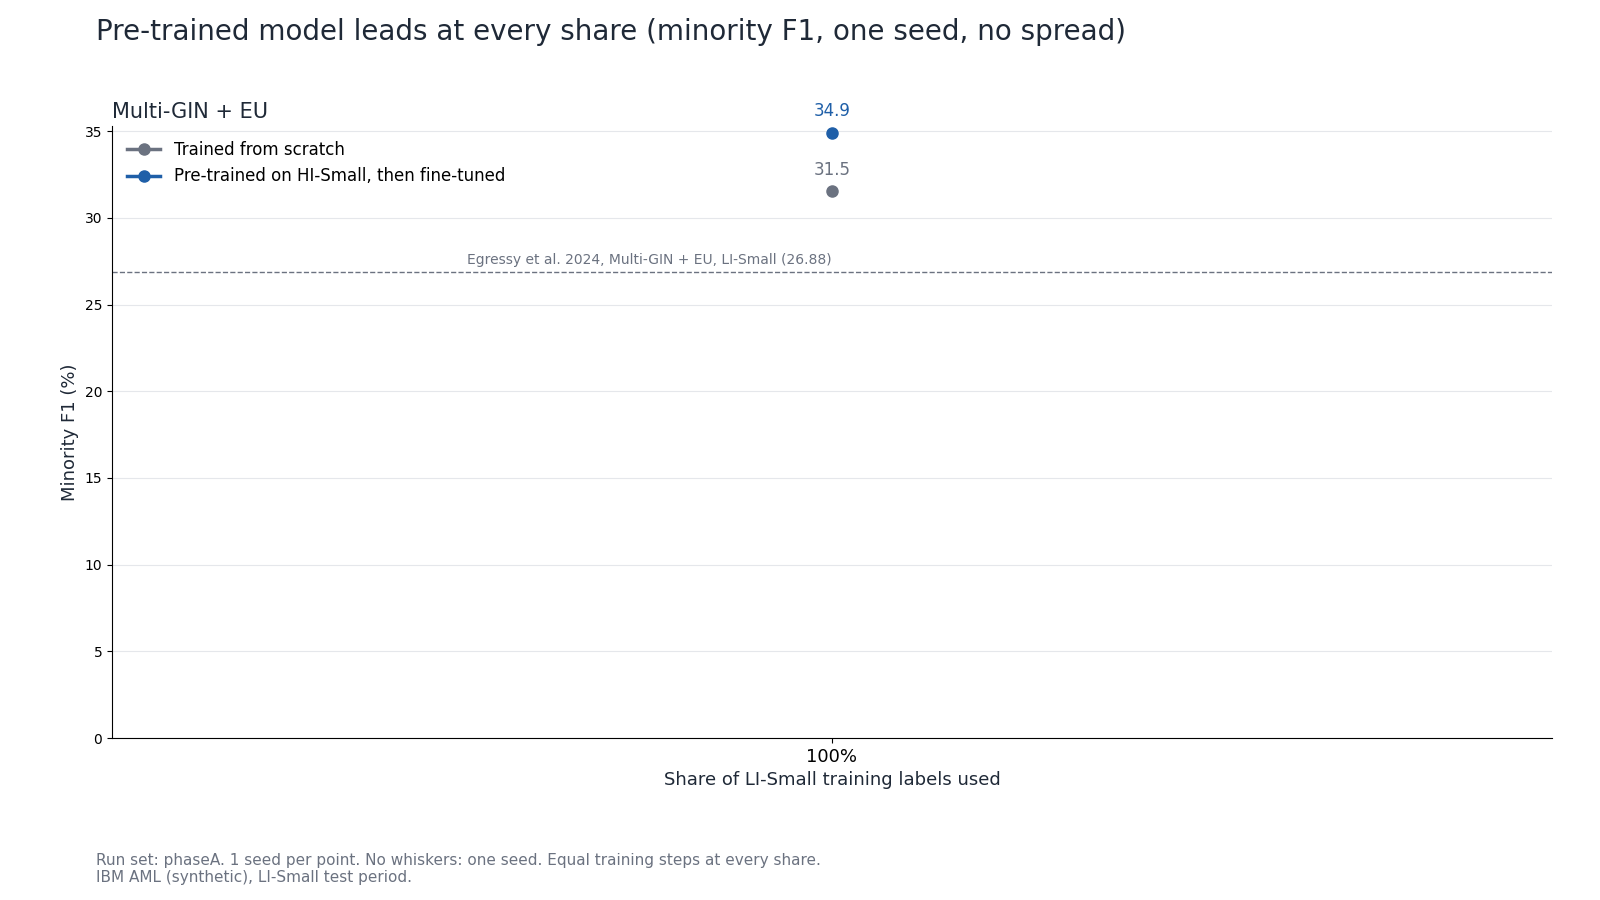 Pre-trained model leads at every share (minority F1, one seed, no spread)
Multi-GIN + EU
34.9
35
Trained from scratch
Pre-trained on HI-Small, then fine-tuned
31.5
30
Egressy et al. 2024, Multi-GIN + EU, LI-Small (26.88)
25
20
15
10
5
0
Minority F1 (%)
100%
Share of LI-Small training labels used
Run set: phaseA. 1 seed per point. No whiskers: one seed. Equal training steps at every share.
IBM AML (synthetic), LI-Small test period.